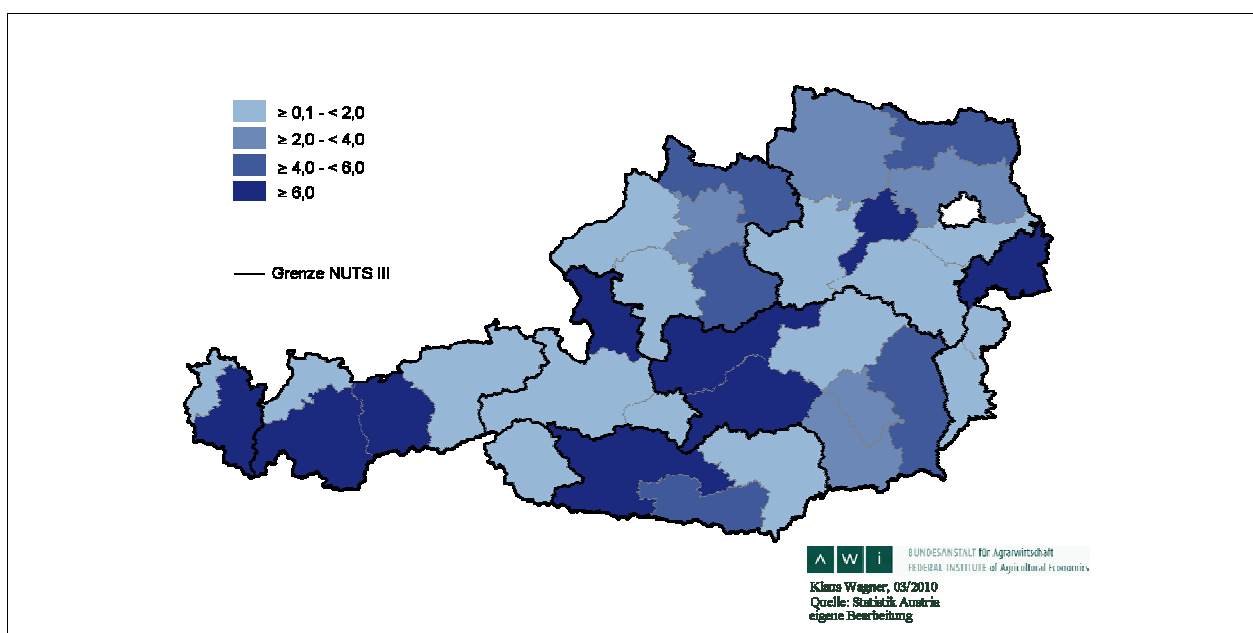 ≥ 0,1 - < 2,0
≥ 2,0 - < 4,0
≥ 4,0 - < 6,0
≥ 6,0
Grenze NUTS III
AWI
BUNDESANSTALT für Agrarwirtschaft
FEDERAL INSTITUTE of Agricultural Economics
Klaus Wagner, 03/2010
Quelle: Statistik Austria
eigene Bearbeitung